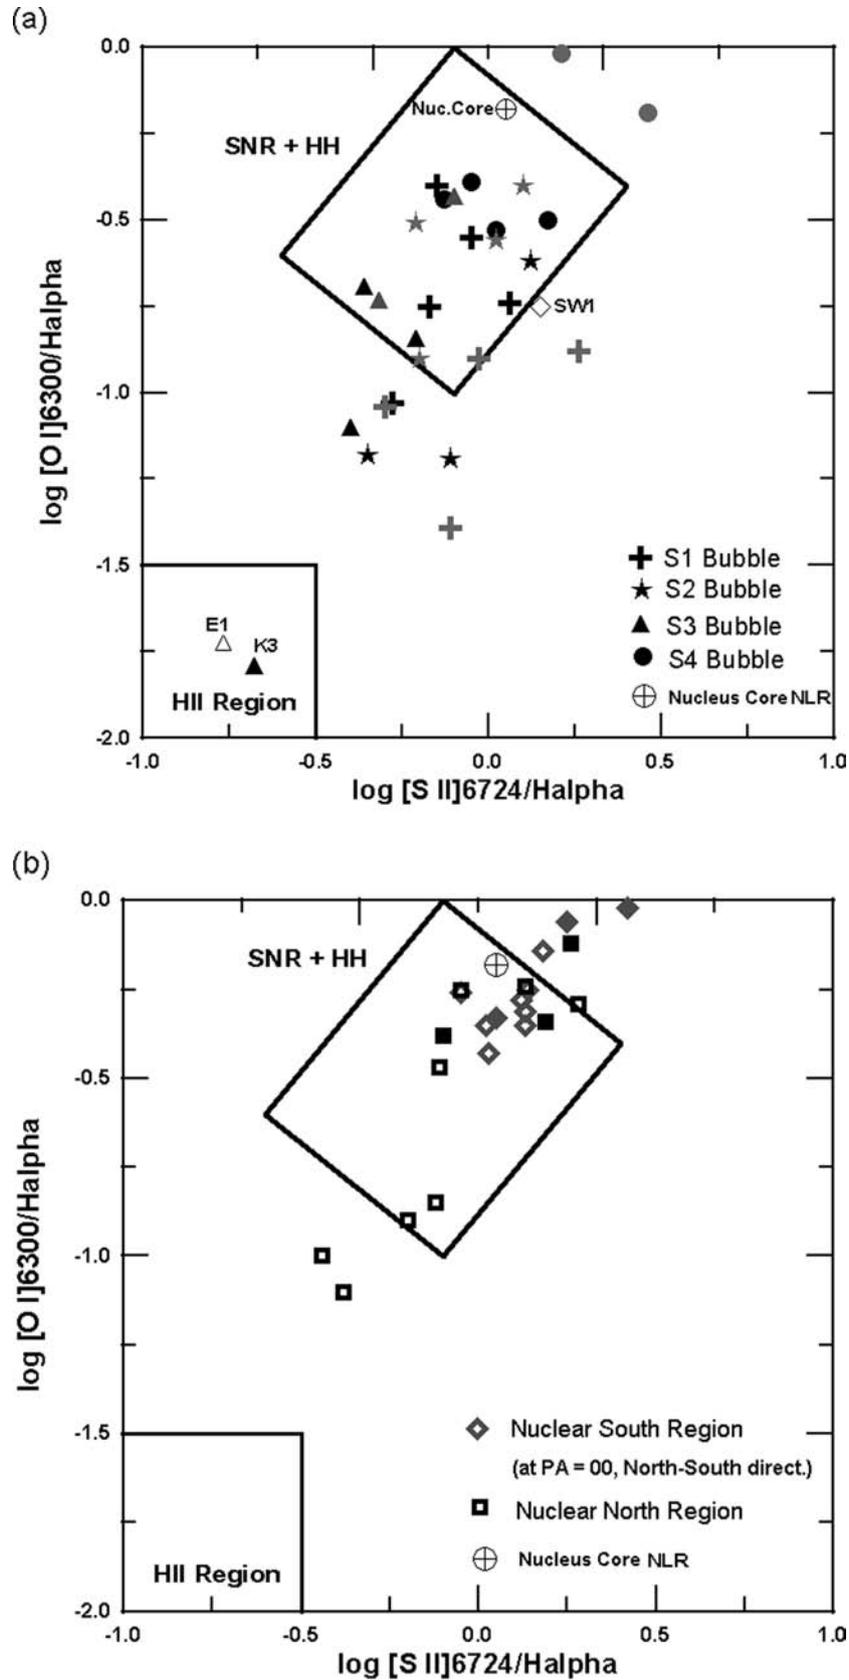 (a)
0.0
Nuc.Core
SNR + HH
-0.5
SW1
-1.0
log [O I]6300/Halpha
-1.5
S1 Bubble
S2 Bubble
S3 Bubble
S4 Bubble
Nucleus Core NLR
E1
K3
HII Region
-2.0
-1.0 -0.5 0.0 0.5 1.0
log [S II]6724/Halpha
(b)
0.0
SNR + HH
-0.5
-1.0
log [O I]6300/Halpha
-1.5
Nuclear South Region
(at PA = 00, North-South direct.)
Nuclear North Region
Nucleus Core NLR
HII Region
-2.0
-1.0 -0.5 0.0 0.5 1.0
log [S II]6724/Halpha